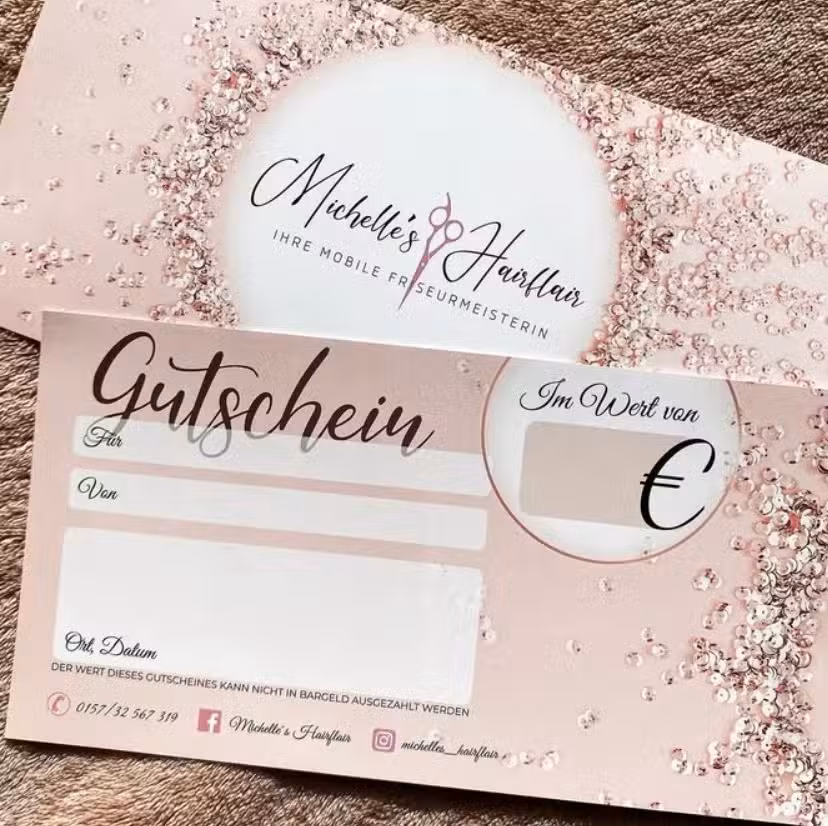 Michelle's Hairflair
IHRE MOBILE FRISEURMEISTERIN
Gutschein
Im Wert von
€
Für
Von
Ort, Datum
DER WERT DIESES GUTSCHEINES KANN NICHT IN BARGELD AUSGEZAHLT WERDEN
0157/32 567 319 Michelle's Hairflair michelles_hairflair